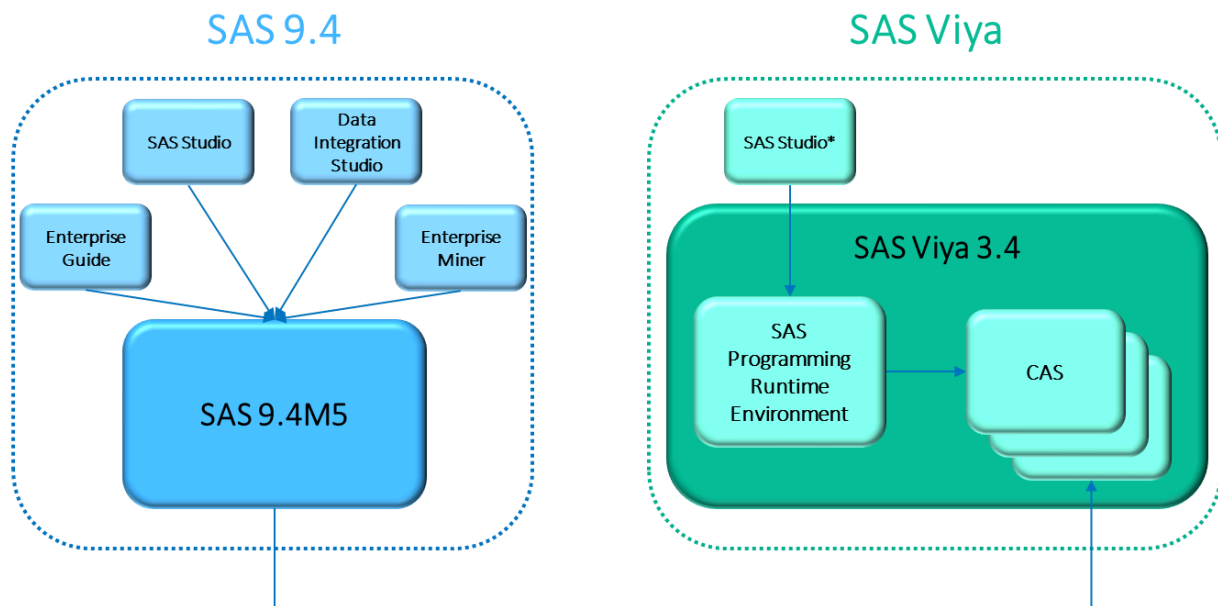 SAS 9.4
SAS Viya
SAS Studio
Data
Integration
Studio
Enterprise
Guide
Enterprise
Miner
SAS 9.4M5
SAS Studio*
SAS Viya 3.4
SAS
Programming
Runtime
Environment
CAS